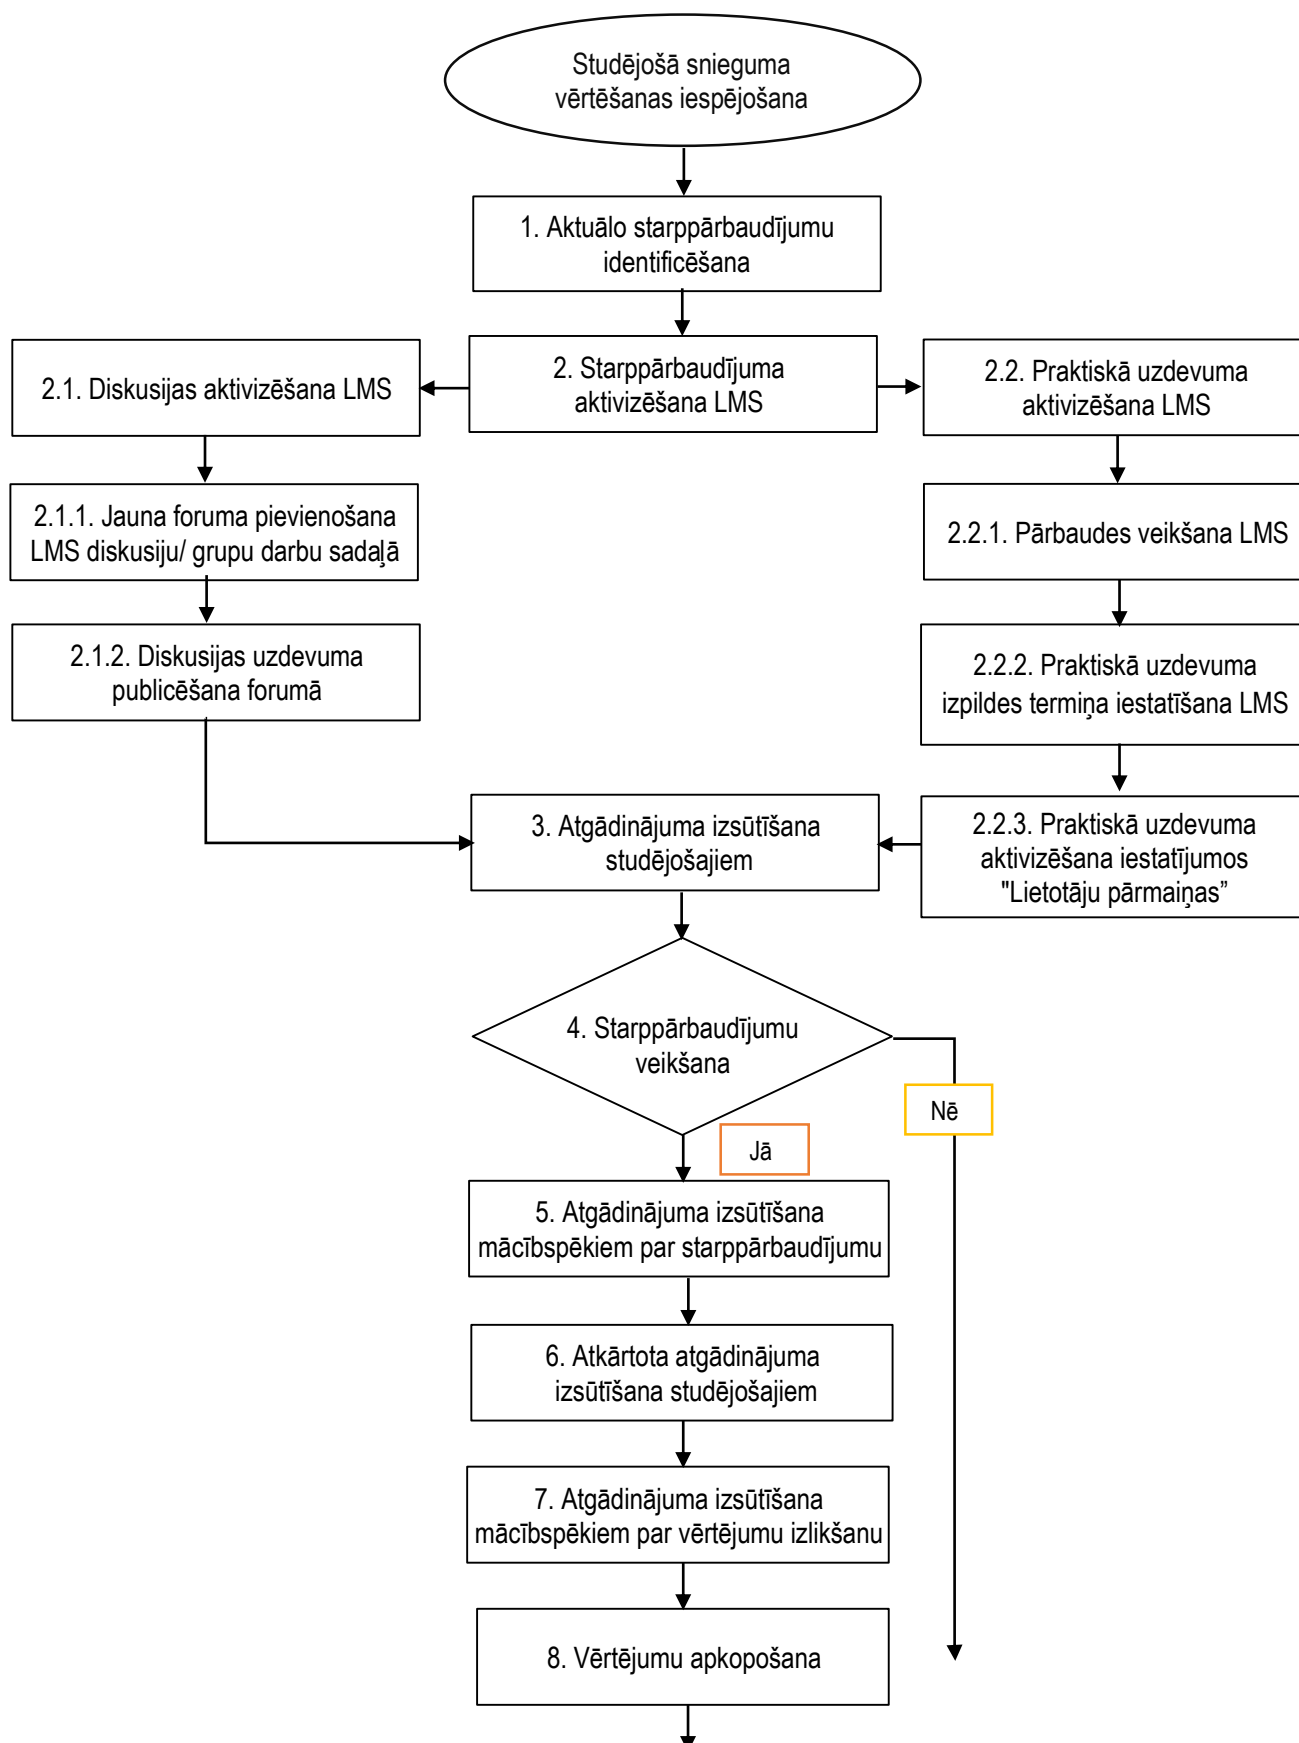 Studējošā snieguma
vērtēšanas iespējošana
1. Aktuālo starppārbaudījumu
identificēšana
2. Starppārbaudījuma
aktivizēšana LMS
2.1. Diskusijas aktivizēšana LMS
2.2. Praktiskā uzdevuma
aktivizēšana LMS
2.1.1. Jauna foruma pievienošana
LMS diskusiju/ grupu darbu sadaļā
2.2.1. Pārbaudes veikšana LMS
2.1.2. Diskusijas uzdevuma
publicēšana forumā
2.2.2. Praktiskā uzdevuma
izpildes termiņa iestatīšana LMS
3. Atgādinājuma izsūtīšana
studējošajiem
2.2.3. Praktiskā uzdevuma
aktivizēšana iestatījumos
"Lietotāju pārmaiņas”
4. Starppārbaudījumu
veikšana
Nē
Jā
5. Atgādinājuma izsūtīšana
mācībspēkiem par starppārbaudījumu
6. Atkārtota atgādinājuma
izsūtīšana studējošajiem
7. Atgādinājuma izsūtīšana
mācībspēkiem par vērtējumu izlikšanu
8. Vērtējumu apkopošana